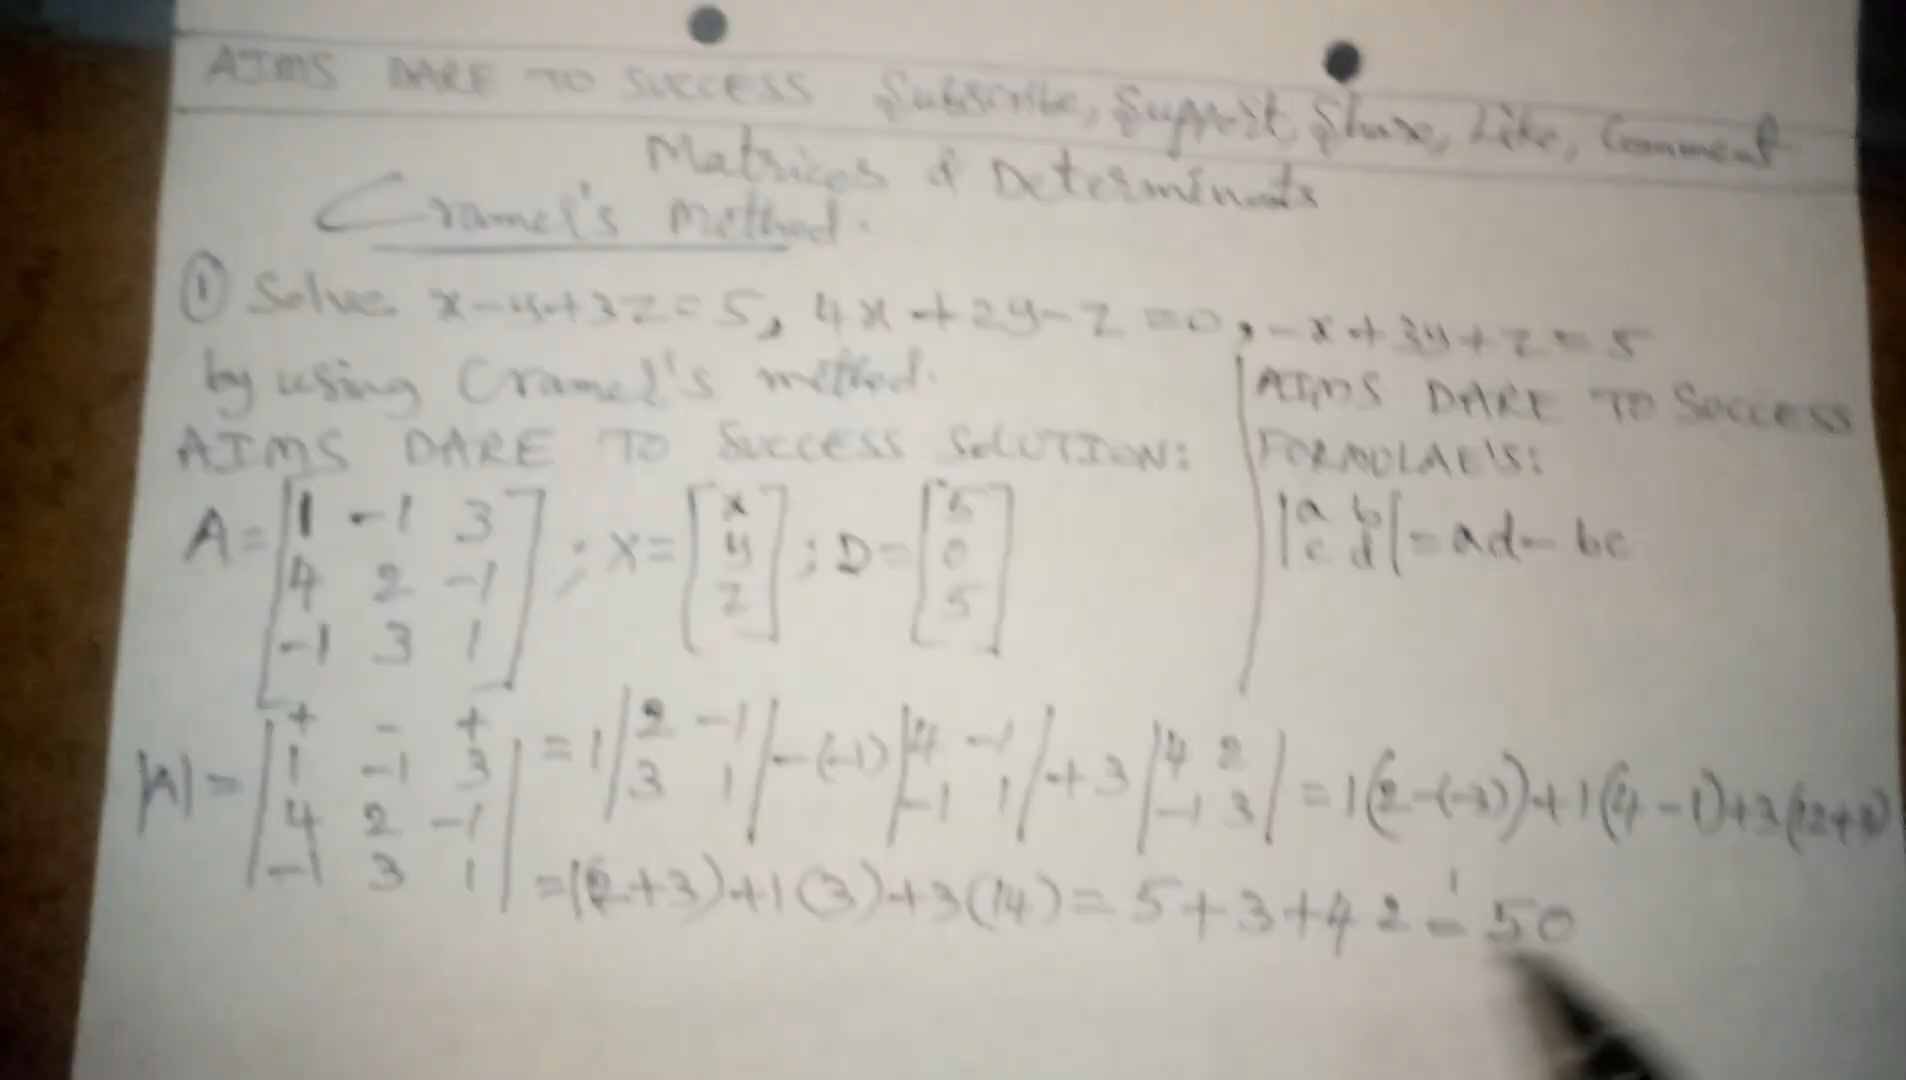 AIMS DARE TO SUCCESS Subscribe, Support, Share, Like, Comment
Matrices & Determinants
Cramel's Method.
① Solve x-y+3z=5, 4x+2y-z=0, -x+3y+z=5
by using Cramel's method.
AIMS DARE TO SUCCESS SOLUTION:
A=[1 -1 3
4 2 -1
-1 3 1]; X=[x
y
z]; D=[5
0
5]
AIMS DARE TO SUCCESS
FORMULAE'S:
|a b
c d|=ad-bc
+ - +
|A|=|1 -1 3
4 2 -1
-1 3 1|=1|2 -1
3 1|-(-1)|4 -1
-1 1|+3|4 2
-1 3|=1(2-(-3))+1(4-1)+3(12+2)
=1(2+3)+1(3)+3(14)=5+3+42=50